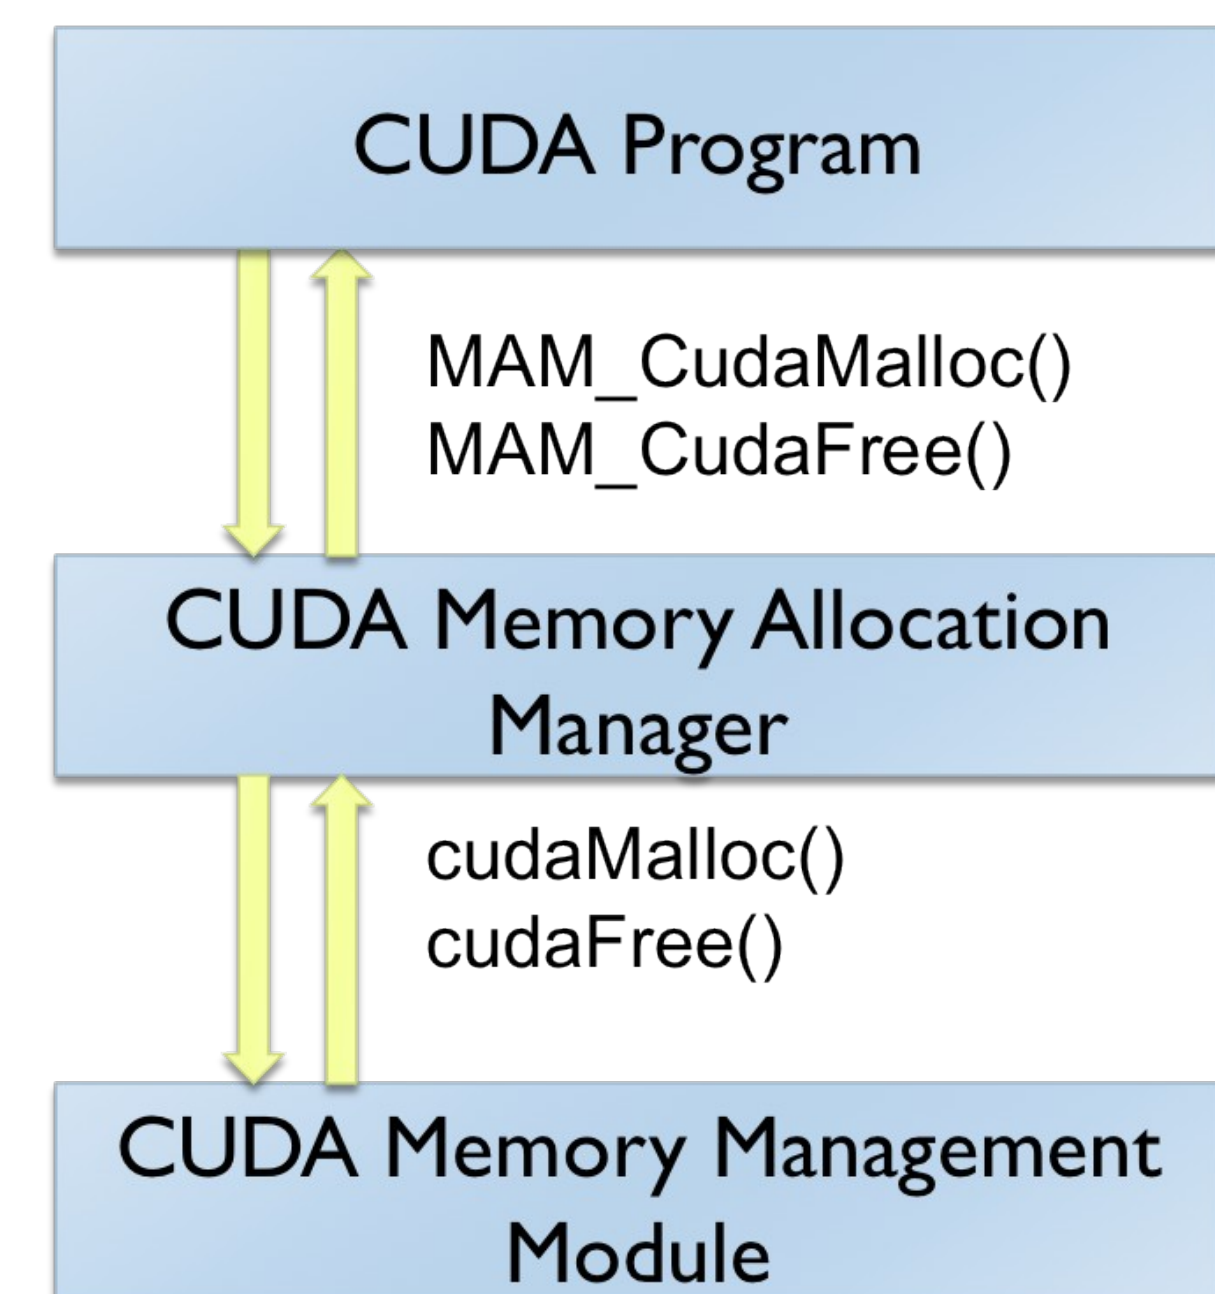 CUDA Program
MAM_CudaMalloc()
MAM_CudaFree()
CUDA Memory Allocation
Manager
cudaMalloc()
cudaFree()
CUDA Memory Management
Module